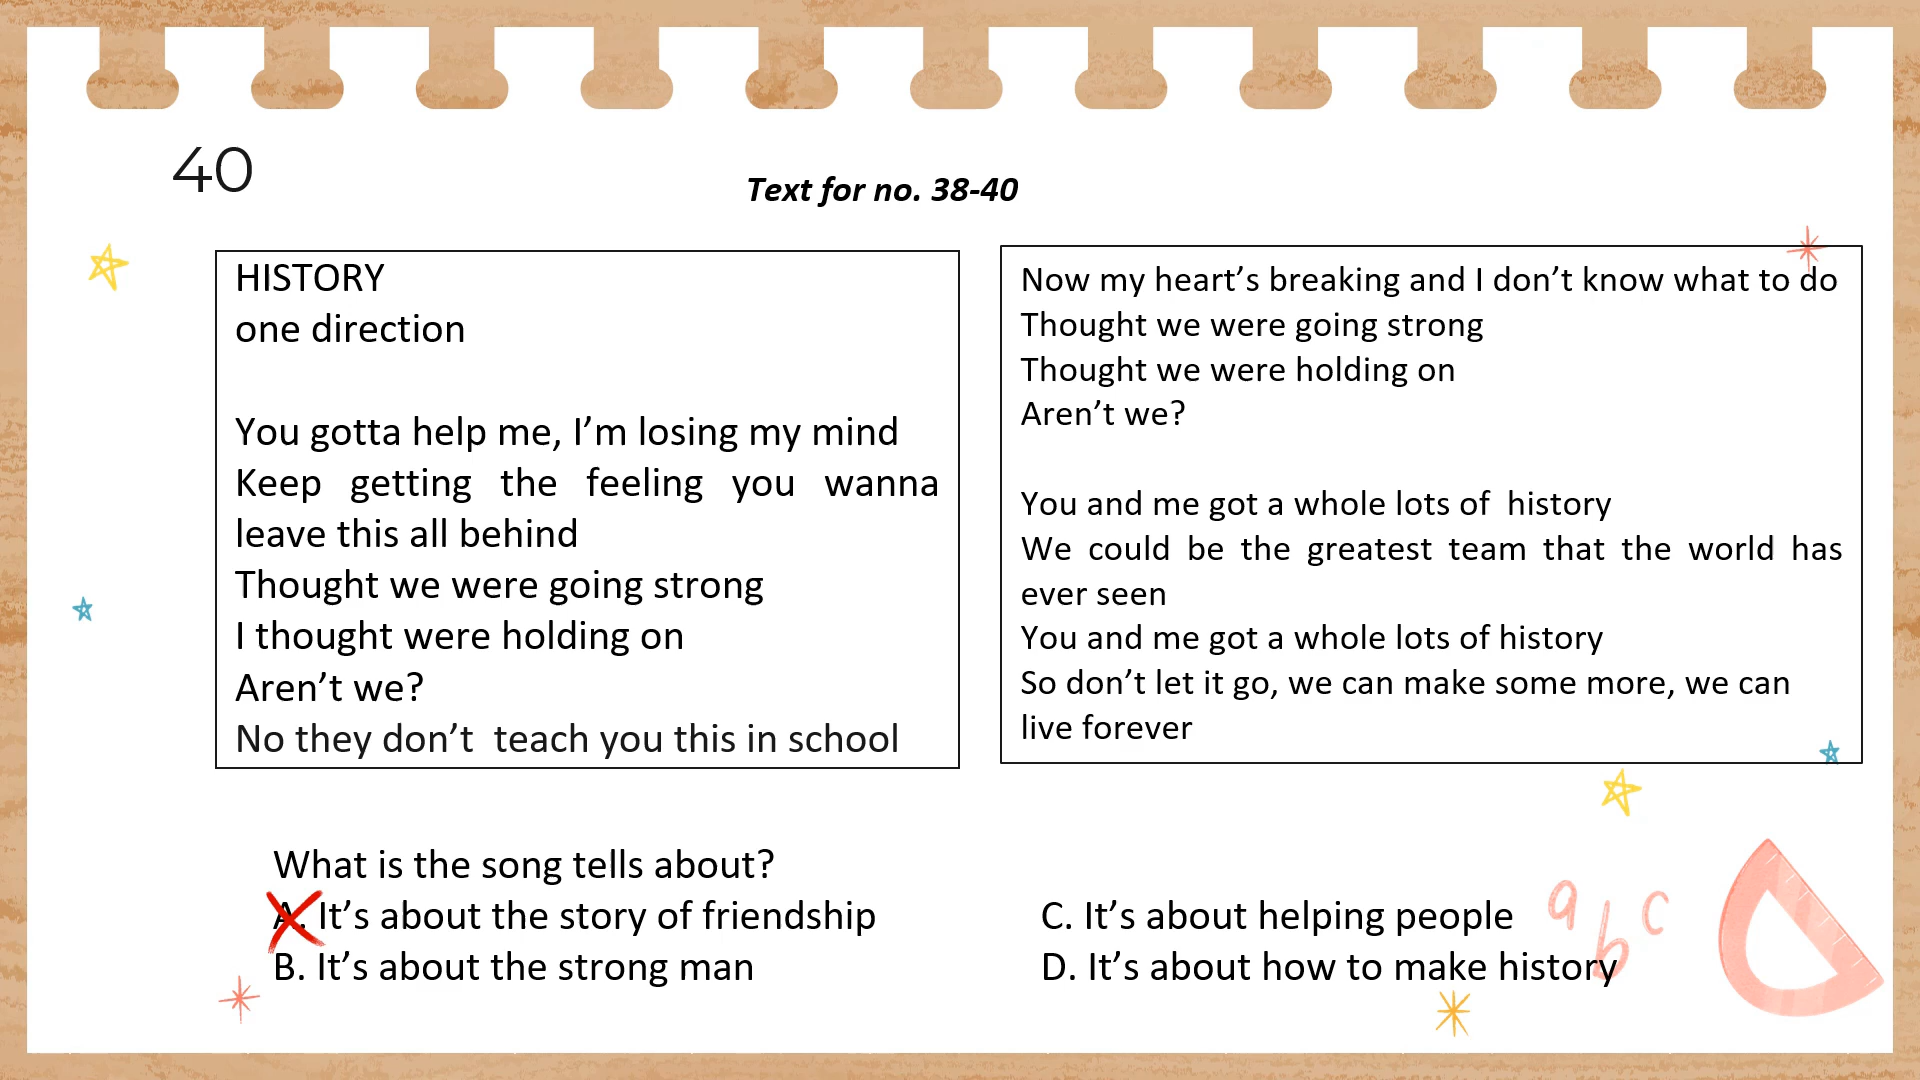 40
Text for no. 38-40
HISTORY
one direction
You gotta help me, I’m losing my mind
Keep getting the feeling you wanna
leave this all behind
Thought we were going strong
I thought were holding on
Aren’t we?
No they don’t teach you this in school
Now my heart’s breaking and I don’t know what to do
Thought we were going strong
Thought we were holding on
Aren’t we?
You and me got a whole lots of history
We could be the greatest team that the world has
ever seen
You and me got a whole lots of history
So don’t let it go, we can make some more, we can
live forever
What is the song tells about?
A. It’s about the story of friendship
B. It’s about the strong man
C. It’s about helping people
D. It’s about how to make history
a b c